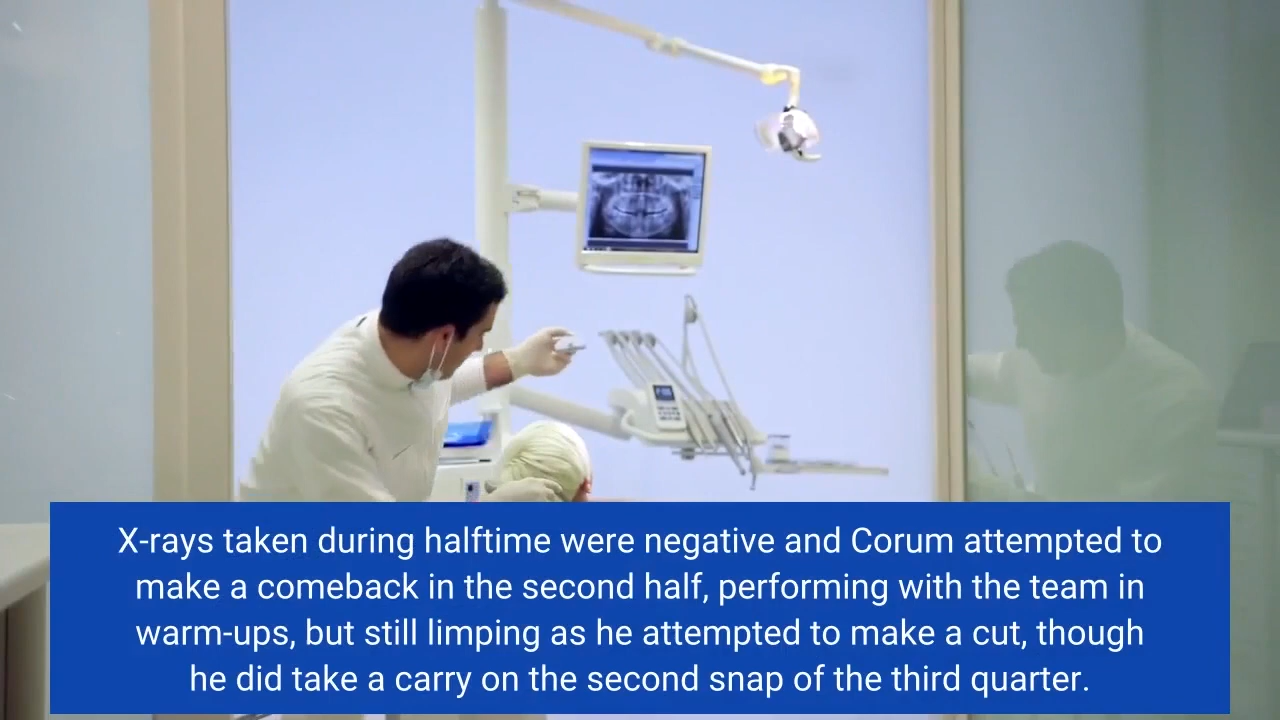 X-rays taken during halftime were negative and Corum attempted to
make a comeback in the second half, performing with the team in
warm-ups, but still limping as he attempted to make a cut, though
he did take a carry on the second snap of the third quarter.